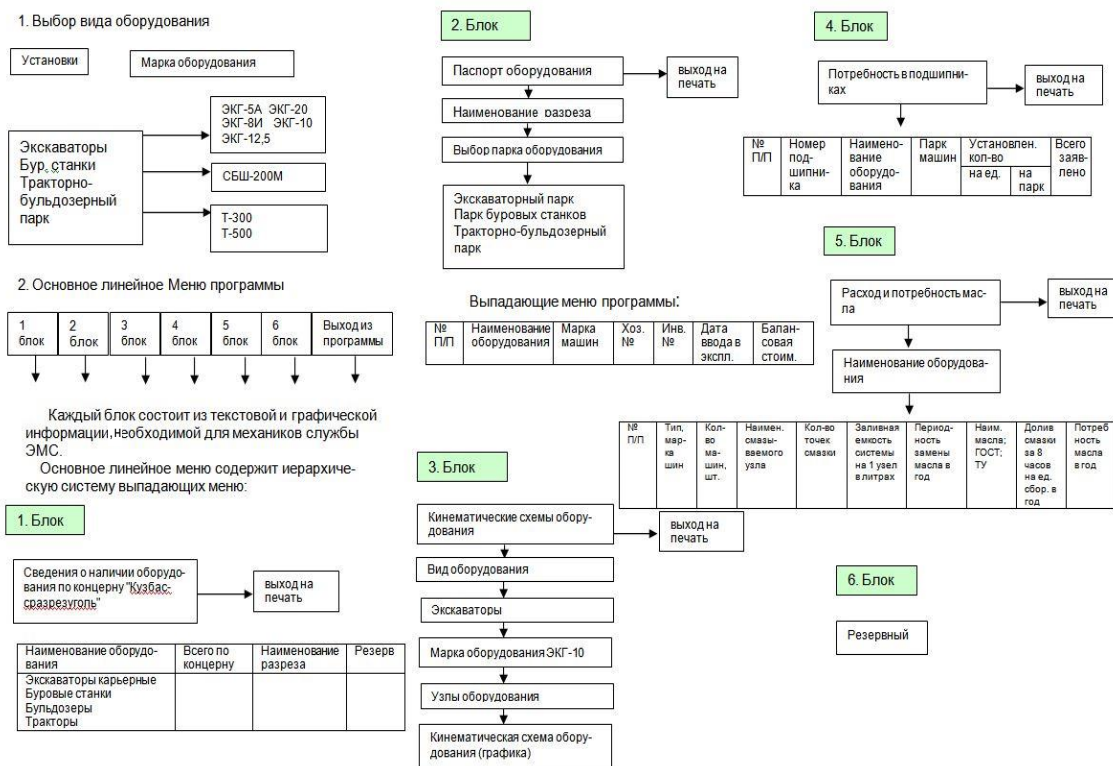 1. Выбор вида оборудования
Установки
Марка оборудования
Экскаваторы
Бур. станки
Тракторно-
бульдозерный
парк
ЭКГ-5А ЭКГ-20
ЭКГ-8И ЭКГ-10
ЭКГ-12,5
СБШ-200М
Т-300
Т-500
2. Основное линейное Меню программы
1
блок
2
блок
3
блок
4
блок
5
блок
6
блок
Выход из
программы
Каждый блок состоит из текстовой и графической
информации, необходимой для механиков службы
ЭМС.
Основное линейное меню содержит иерархиче-
скую систему выпадающих меню:
1. Блок
Сведения о наличии оборудо-
вания по концерну "Кузбас-
сразрезуголь"
выход на
печать
Наименование оборудо-
вания
Всего по
концерну
Наименование
разреза
Резерв
Экскаваторы карьерные
Буровые станки
Бульдозеры
Тракторы
2. Блок
Паспорт оборудования
выход на
печать
Наименование разреза
Выбор парка оборудования
Экскаваторный парк
Парк буровых станков
Тракторно-бульдозерный
парк
Выпадающие меню программы:
№
П/П
Наименование
оборудования
Марка
машин
Хоз.
№
Инв.
№
Дата
ввода в
экспл.
Балан-
совая
стоим.
3. Блок
Кинематические схемы обору-
дования
выход на
печать
Вид оборудования
Экскаваторы
Марка оборудования ЭКГ-10
Узлы оборудования
Кинематическая схема обору-
дования (графика)
4. Блок
Потребность в подшипни-
ках
выход на
печать
№
П/П
Номер
под-
шипни-
ка
Наимено-
вание
оборудо-
вания
Парк
машин
Установлен.
кол-во
на ед.
на
парк
Всего
заяв-
лено
5. Блок
Расход и потребность мас-
ла
выход на
печать
Наименование оборудова-
ния
№
П/П
Тип,
мар-
ка
шин
Кол-
во
ма-
шин,
шт.
Наимен.
смазы-
ваемого
узла
Кол-во
точек
смазки
Заливная
емкость
системы
на 1 узел
в литрах
Период-
ность
замены
масла в
год
Наим.
масла;
ГОСТ;
ТУ
Долив
смазки
за 8
часов
на ед.
сбор. в
год
Потреб
ность
масла
в год
6. Блок
Резервный